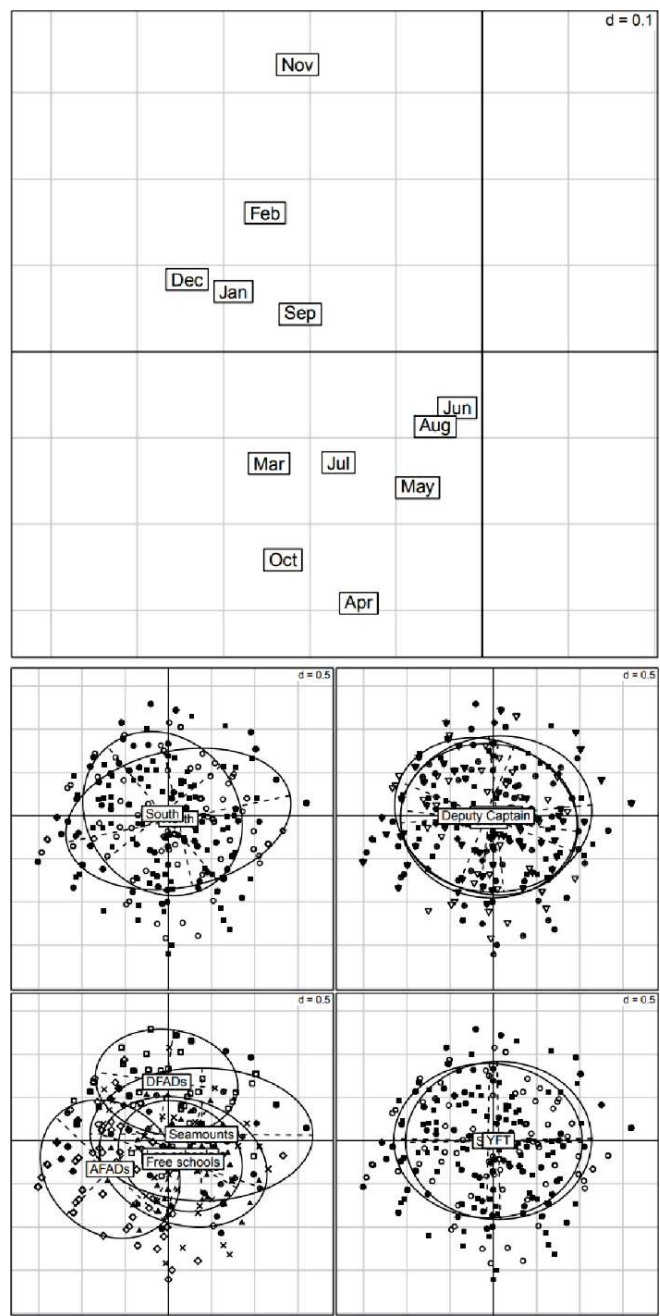 d = 0.1
Nov
Feb
Dec
Jan
Sep
Jun
Aug
Mar
Jul
May
Oct
Apr
d = 0.5
South
d = 0.5
Deputy Captain
d = 0.5
DFADs
Seamounts
Free schools
AFADs
d = 0.5
YFT